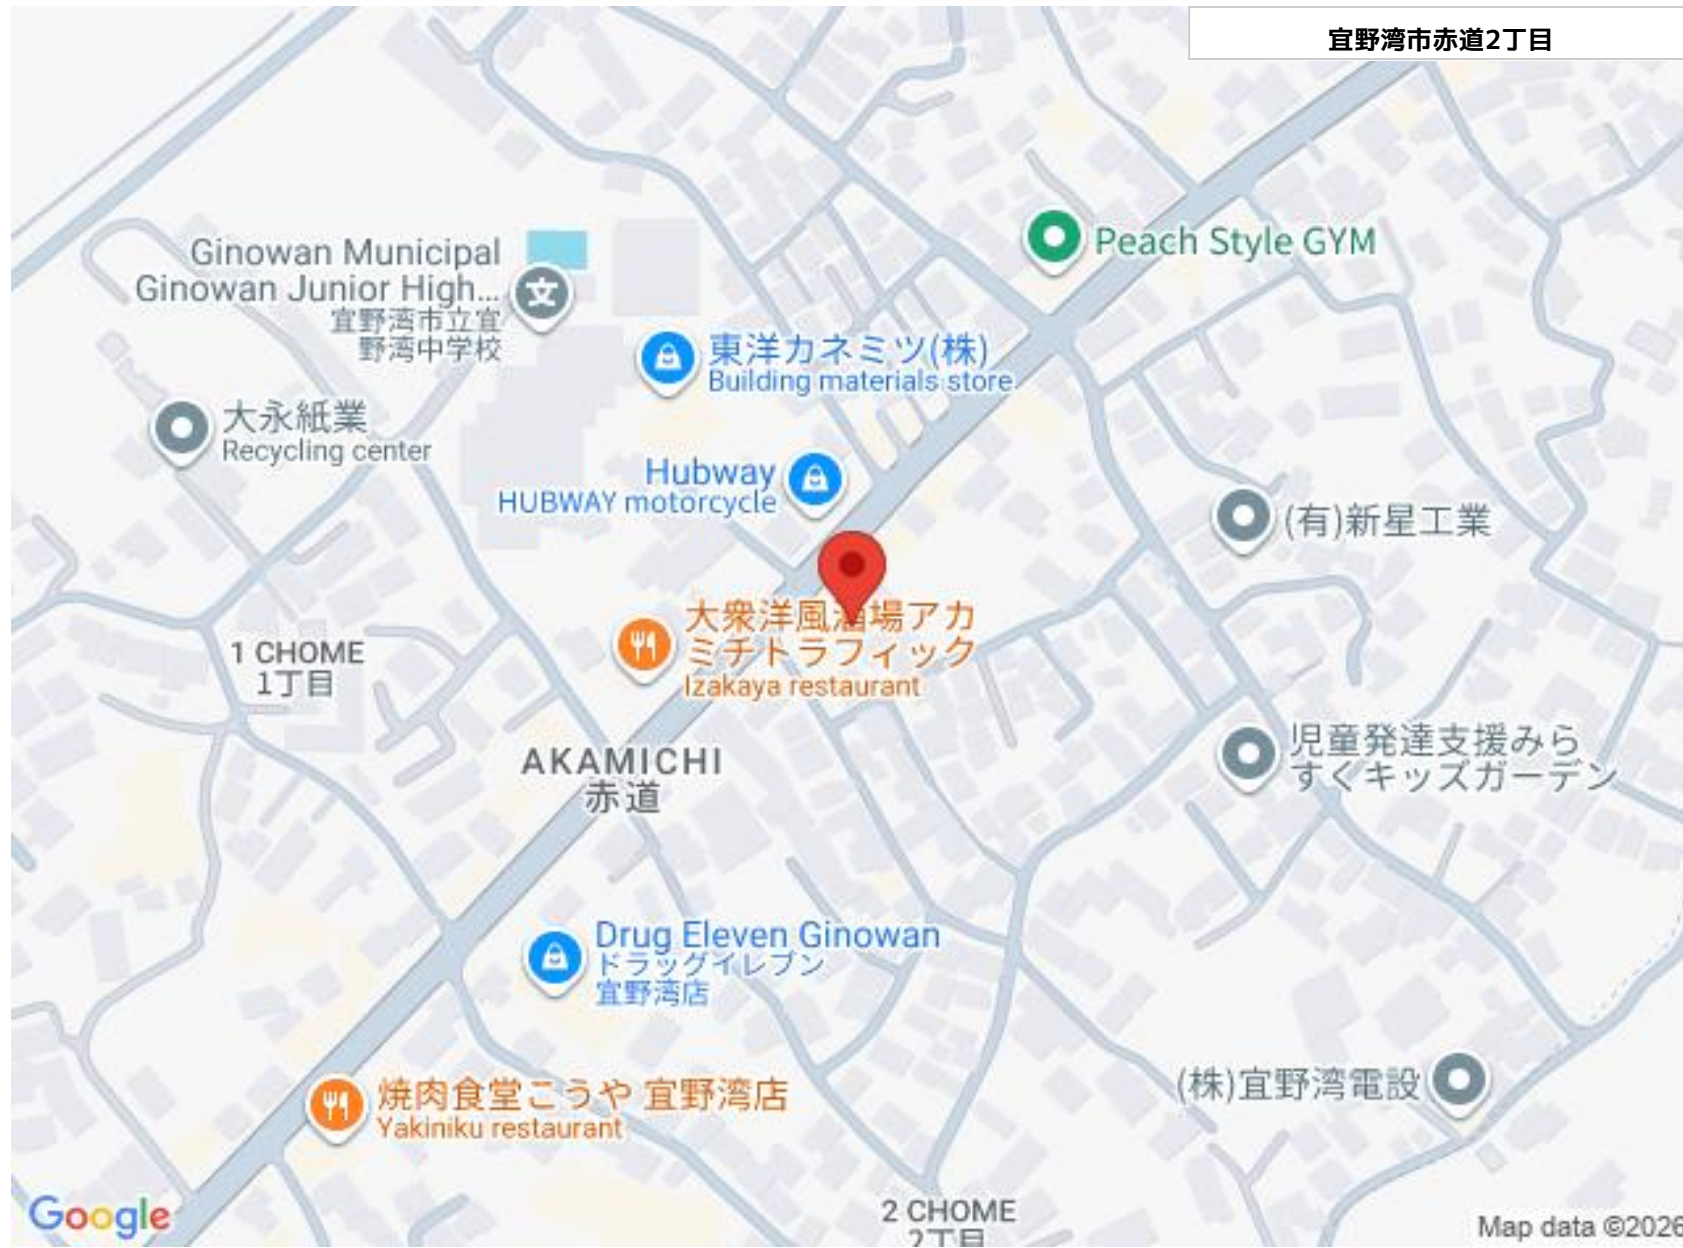 宜野湾市赤道2丁目
Peach Style GYM
Ginowan Municipal
Ginowan Junior High...
宜野湾市立宜
野湾中学校
東洋カネミツ(株)
Building materials store
大永紙業
Recycling center
Hubway
HUBWAY motorcycle
(有)新星工業
大衆洋風酒場アカ
ミチトラフィック
Izakaya restaurant
1 CHOME
1丁目
AKAMICHI
赤道
児童発達支援みら
すくキッズガーデン
Drug Eleven Ginowan
ドラッグイレブン
宜野湾店
焼肉食堂こうや 宜野湾店
Yakiniku restaurant
(株)宜野湾電設
2 CHOME
2丁目
Google
Map data ©2026